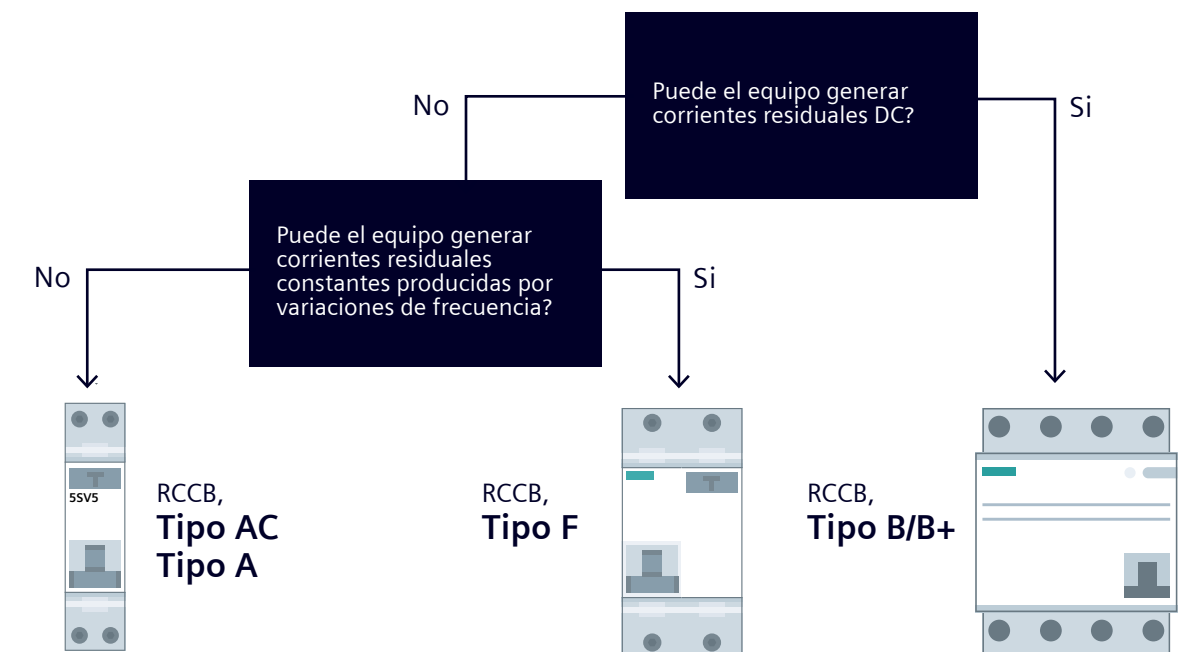 Puede el equipo generar
corrientes residuales DC?
No
Si
Puede el equipo generar
corrientes residuales
constantes producidas por
variaciones de frecuencia?
No
Si
5SV5
RCCB,
Tipo AC
Tipo A
RCCB,
Tipo F
RCCB,
Tipo B/B+